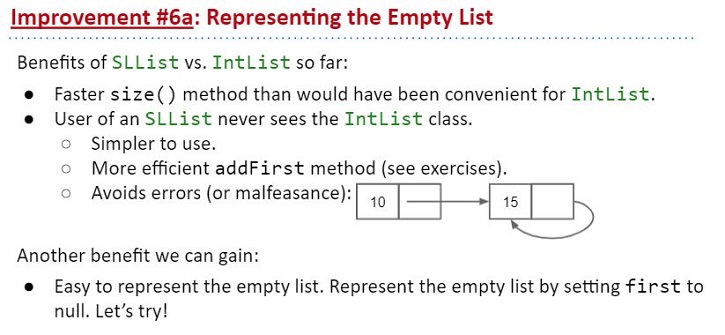 Improvement #6a: Representing the Empty List
Benefits of SLList vs. IntList so far:
● Faster size() method than would have been convenient for IntList.
● User of an SLList never sees the IntList class.
○ Simpler to use.
○ More efficient addFirst method (see exercises).
○ Avoids errors (or malfeasance): 10 15
Another benefit we can gain:
● Easy to represent the empty list. Represent the empty list by setting first to
null. Let's try!